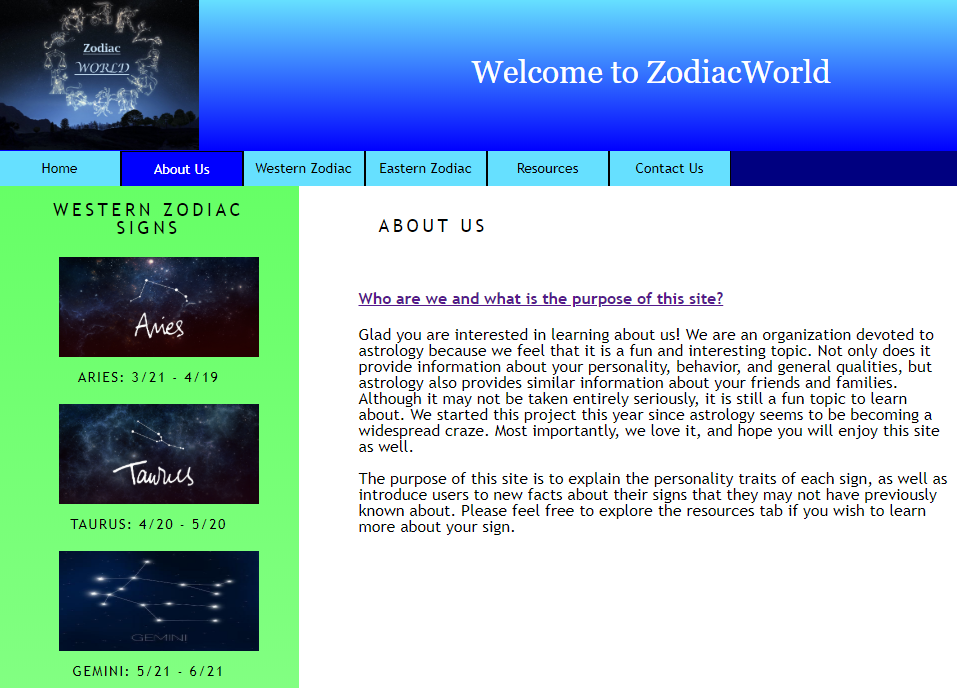 Zodiac
WORLD
Welcome to ZodiacWorld
Home
About Us
Western Zodiac
Eastern Zodiac
Resources
Contact Us
WESTERN ZODIAC
SIGNS
Aries
ARIES: 3/21 - 4/19
Taurus
TAURUS: 4/20 - 5/20
GEMINI
GEMINI: 5/21 - 6/21
ABOUT US
Who are we and what is the purpose of this site?
Glad you are interested in learning about us! We are an organization devoted to
astrology because we feel that it is a fun and interesting topic. Not only does it
provide information about your personality, behavior, and general qualities, but
astrology also provides similar information about your friends and families.
Although it may not be taken entirely seriously, it is still a fun topic to learn
about. We started this project this year since astrology seems to be becoming a
widespread craze. Most importantly, we love it, and hope you will enjoy this site
as well.
The purpose of this site is to explain the personality traits of each sign, as well as
introduce users to new facts about their signs that they may not have previously
known about. Please feel free to explore the resources tab if you wish to learn
more about your sign.